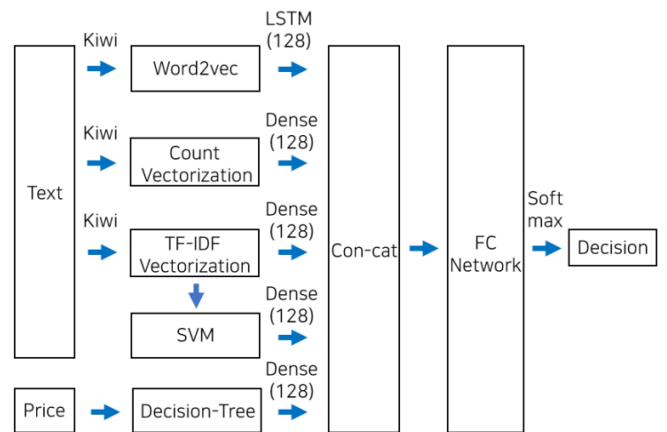 LSTM
(128)
Kiwi
Word2vec
Kiwi
Dense
(128)
Count
Vectorization
Text
Kiwi
Dense
(128)
TF-IDF
Vectorization
Con-cat
FC
Network
Soft
max
Decision
Dense
(128)
SVM
Dense
(128)
Price
Decision-Tree